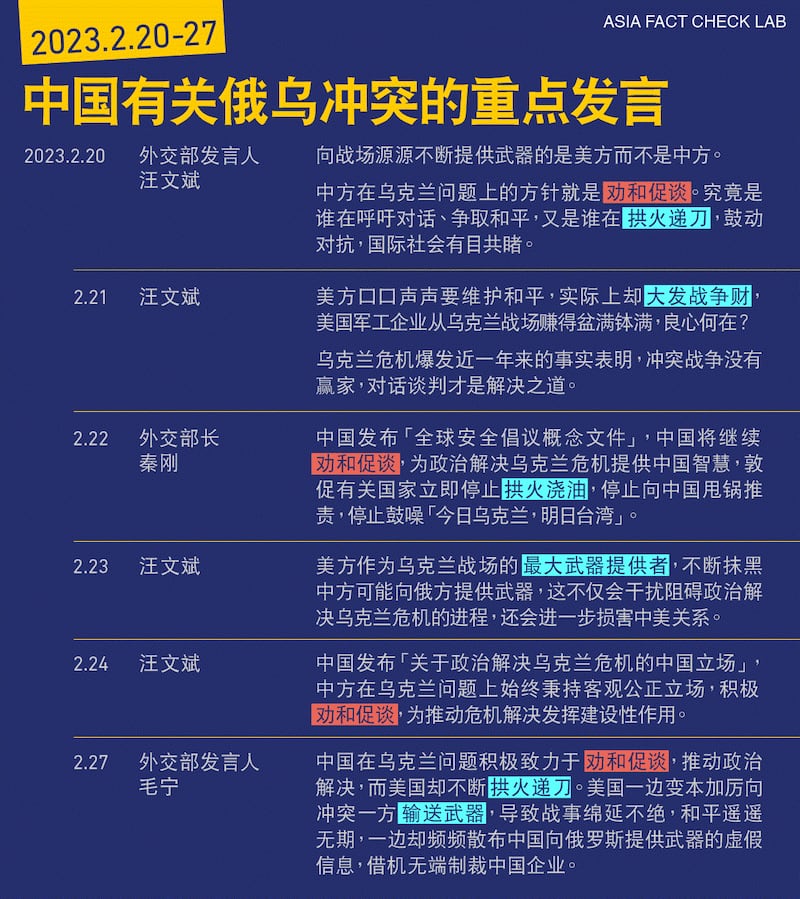 ASIA FACT CHECK LAB
2023.2.20-27
中国有关俄乌冲突的重点发言
2023.2.20 外交部发言人 向战场源源不断提供武器的是美方而不是中方。
汪文斌
中方在乌克兰问题上的方针就是劝和促谈。究竟是
谁在呼吁对话、争取和平，又是谁在拱火递刀，鼓动
对抗，国际社会有目共睹。
2.21 汪文斌 美方口口声声要维护和平，实际上却大发战争财，
美国军工企业从乌克兰战场赚得盆满钵满，良心何在？
乌克兰危机爆发近一年来的事实表明，冲突战争没有
赢家，对话谈判才是解决之道。
2.22 外交部长 中国发布「全球安全倡议概念文件」，中国将继续
秦刚 劝和促谈，为政治解决乌克兰危机提供中国智慧，敦
促有关国家立即停止拱火浇油，停止向中国甩锅推
责，停止鼓噪「今日乌克兰，明日台湾」。
2.23 汪文斌 美方作为乌克兰战场的最大武器提供者，不断抹黑
中方可能向俄方提供武器，这不仅会干扰阻碍政治解
决乌克兰危机的进程，还会进一步损害中美关系。
2.24 汪文斌 中国发布「关于政治解决乌克兰危机的中国立场」，
中方在乌克兰问题上始终秉持客观公正立场，积极
劝和促谈，为推动危机解决发挥建设性作用。
2.27 外交部发言人 中国在乌克兰问题积极致力于劝和促谈，推动政治
毛宁 解决，而美国却不断拱火递刀。美国一边变本加厉向
冲突一方输送武器，导致战事绵延不绝，和平遥遥
无期，一边却频频散布中国向俄罗斯提供武器的虚假
信息，借机无端制裁中国企业。